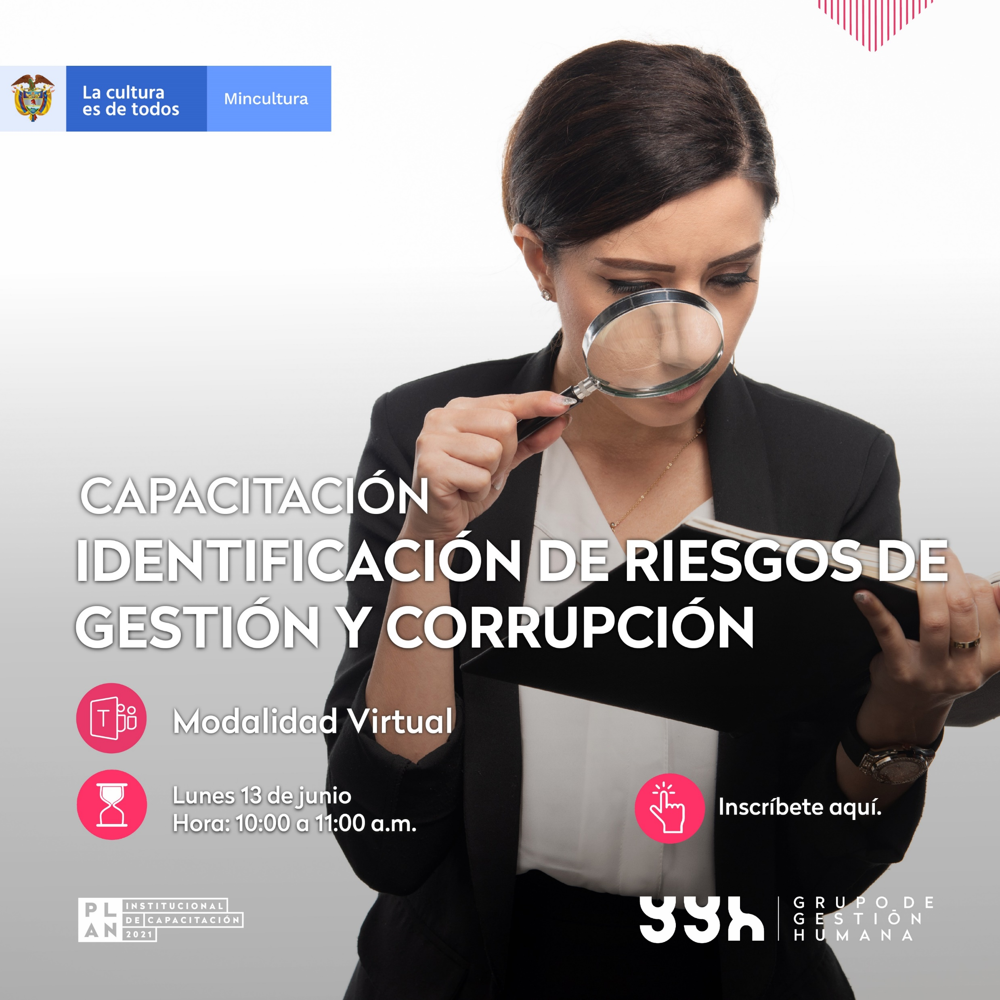 La cultura
es de todos
Mincultura
CAPACITACIÓN
IDENTIFICACIÓN DE RIESGOS DE
GESTIÓN Y CORRUPCIÓN
T
Modalidad Virtual
Lunes 13 de junio
Hora: 10:00 a 11:00 a.m.
Inscríbete aquí.
PL
AN
INSTITUCIONAL
DE CAPACITACIÓN
2021
ggh
GRUPO DE
GESTIÓN
HUMANA